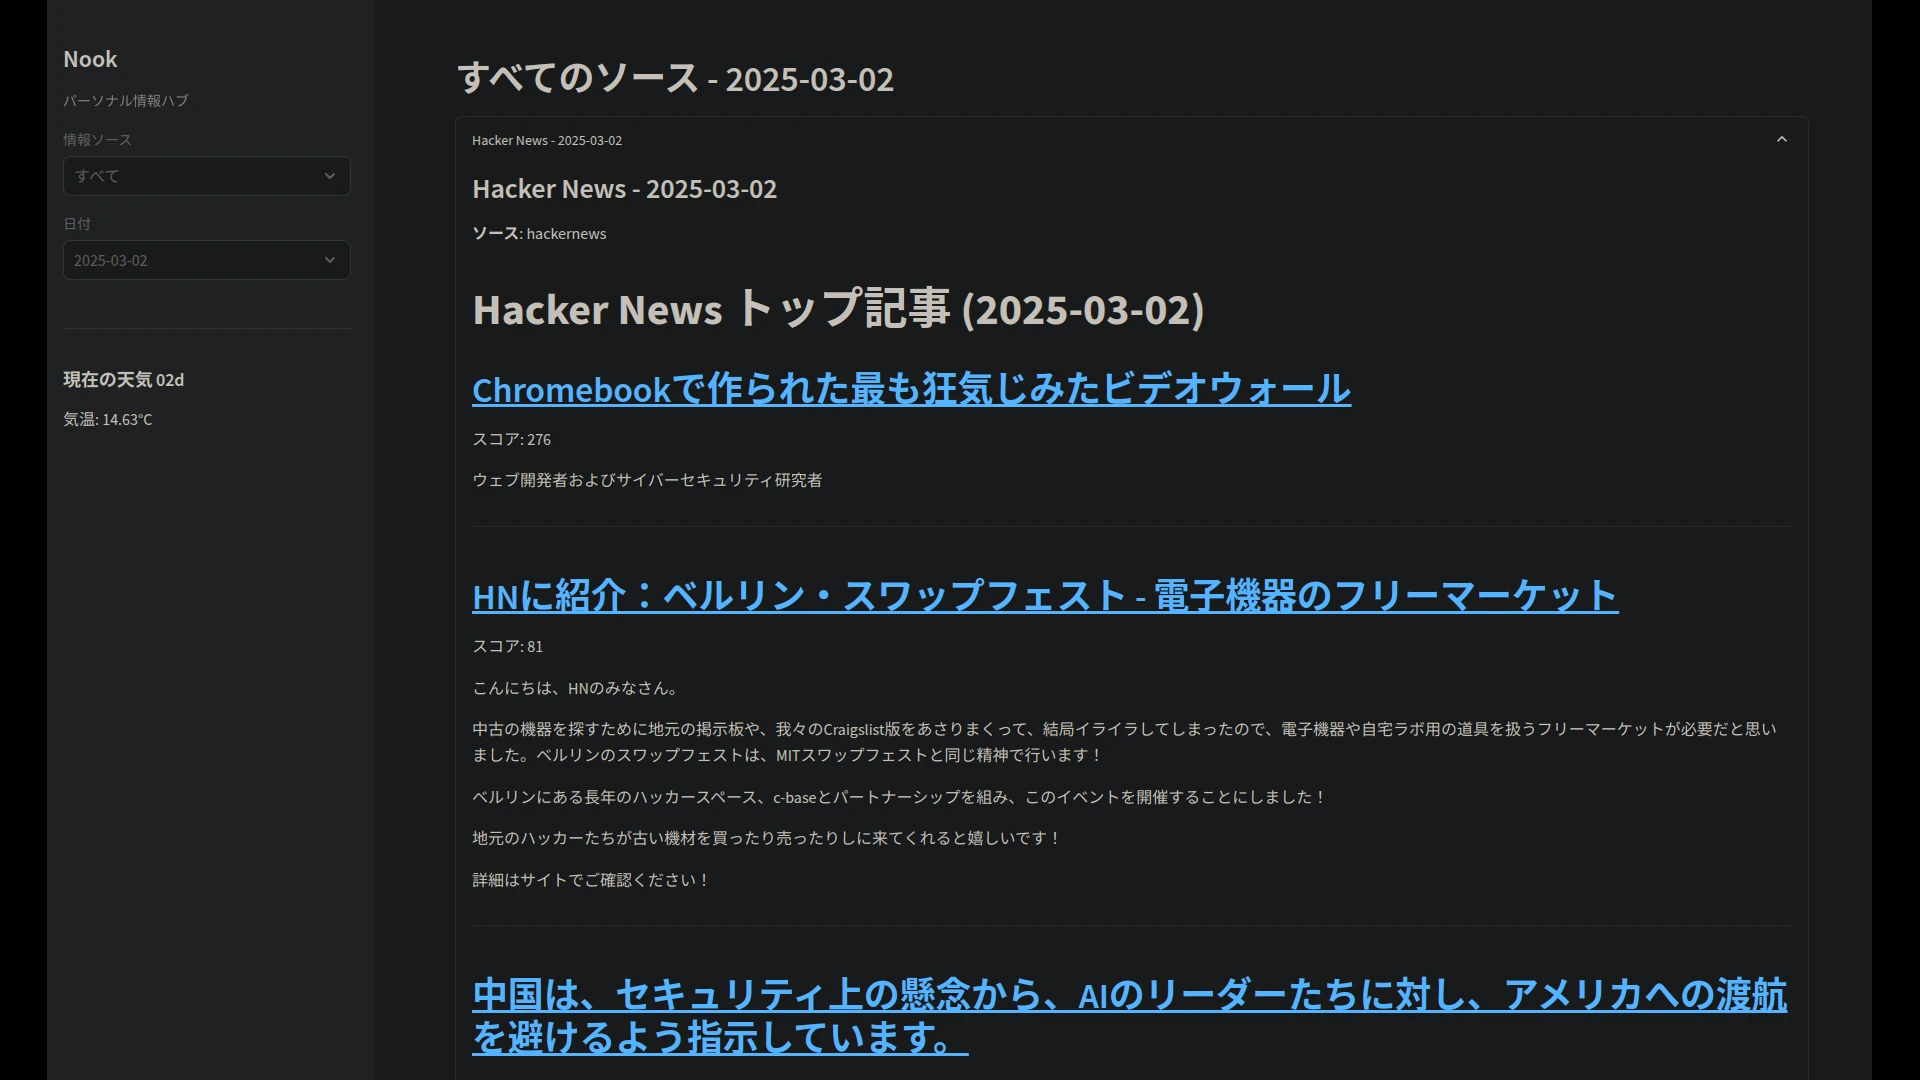 Nook
パーソナル情報ハブ
情報ソース
すべて
日付
2025-03-02
現在の天気 02d
気温: 14.63°C
すべてのソース - 2025-03-02
Hacker News - 2025-03-02
Hacker News - 2025-03-02
ソース: hackernews
Hacker News トップ記事 (2025-03-02)
Chromebookで作られた最も狂気じみたビデオウォール
スコア: 276
ウェブ開発者およびサイバーセキュリティ研究者
HNに紹介：ベルリン・スワップフェスト - 電子機器のフリーマーケット
スコア: 81
こんにちは、HNのみなさん。
中古の機器を探すために地元の掲示板や、我々のCraigslist版をあさりまくって、結局イライラしてしまったので、電子機器や自宅ラボ用の道具を扱うフリーマーケットが必要だと思い
ました。ベルリンのスワップフェストは、MITスワップフェストと同じ精神で行います！
ベルリンにある長年のハッカースペース、c-baseとパートナーシップを組み、このイベントを開催することにしました！
地元のハッカーたちが古い機材を買ったり売ったりしに来てくれると嬉しいです！
詳細はサイトでご確認ください！
中国は、セキュリティ上の懸念から、AIのリーダーたちに対し、アメリカへの渡航
を避けるよう指示しています。